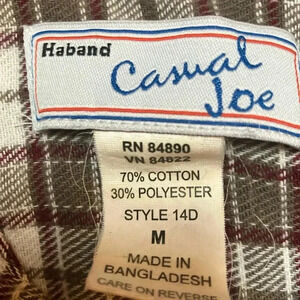 Haband
Casual
Joe
RN 84890
VN 84822
70% COTTON
30% POLYESTER
STYLE 14D
M
MADE IN
BANGLADESH
CARE ON REVERSE